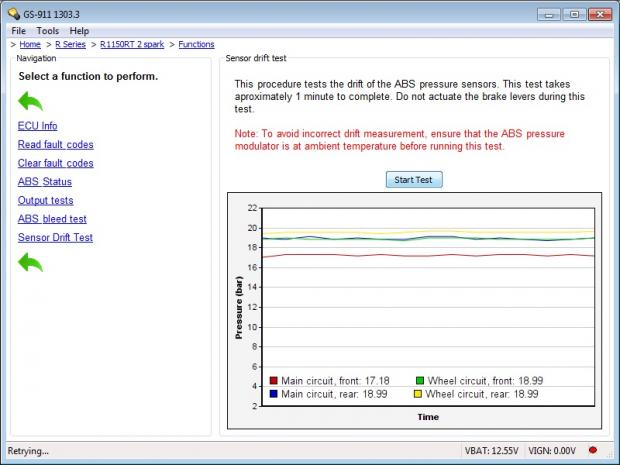 GS-911 1303.3
File Tools Help
> Home > R Series > R1150RT 2 spark > Functions
Navigation
Select a function to perform.
ECU Info
Read fault codes
Clear fault codes
ABS Status
Output tests
ABS bleed test
Sensor Drift Test
Sensor drift test
This procedure tests the drift of the ABS pressure sensors. This test takes
aproximately 1 minute to complete. Do not actuate the brake levers during this
test.
Note: To avoid incorrect drift measurement, ensure that the ABS pressure
modulator is at ambient temperature before running this test.
Start Test
22
20
18
16
14
12
10
8
6
4
2
Pressure (bar)
Main circuit, front: 17.18 Wheel circuit, front: 18.99
Main circuit, rear: 18.99 Wheel circuit, rear: 18.99
Time
Retrying... VBAT: 12.55V VIGN: 0.00V